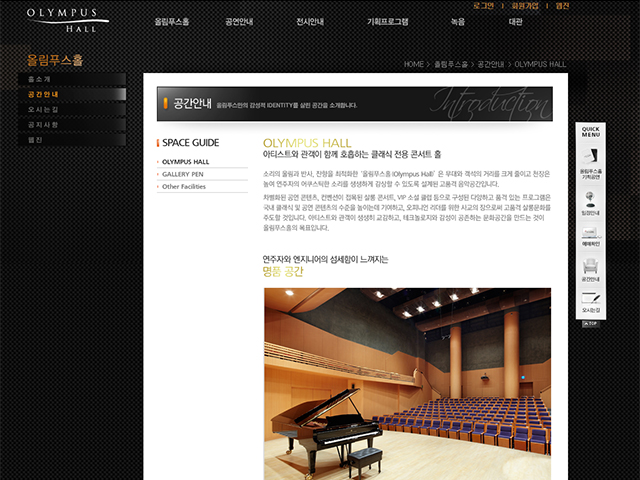 OLYMPUS
HALL
로그인 | 회원가입 | 웹진
올림푸스홀 공연안내 전시안내 기획프로그램 녹음 대관
올림푸스홀
홀소개
공간안내
오시는길
공지사항
웹진
HOME > 올림푸스홀 > 공간안내 > OLYMPUS HALL
공간안내 올림푸스만의 감성적 IDENTITY를 살린 공간을 소개합니다.
Introduction
SPACE GUIDE
OLYMPUS HALL
GALLERY PEN
Other Facilities
OLYMPUS HALL
아티스트와 관객이 함께 호흡하는 클래식 전용 콘서트 홀
소리의 울림과 반사, 잔향을 최적화한 '올림푸스홀(Olympus Hall)' 은 무대와 객석의 거리를 크게 줄이고 천장은
높여 연주자의 어쿠스틱한 소리를 생생하게 감상할 수 있도록 설계된 고품격 음악공간입니다.
차별화된 공연 콘텐츠, 컨벤션이 접목된 살롱 콘서트, VIP 소셜 클럽 등으로 구성된 다양하고 품격 있는 프로그램은
국내 클래식 및 공연 콘텐츠의 수준을 높이는데 기여하고, 오피니언 리더를 위한 사교의 장으로써 고품격 살롱문화를
주도할 것입니다. 아티스트와 관객이 생생히 교감하고, 테크놀로지와 감성이 공존하는 문화공간을 만드는 것이
올림푸스홀의 목표입니다.
연주자와 엔지니어의 섬세함이 느껴지는
명품 공간
QUICK
MENU
올림푸스홀
기획공연
일정안내
예매확인
공간안내
오시는길
TOP